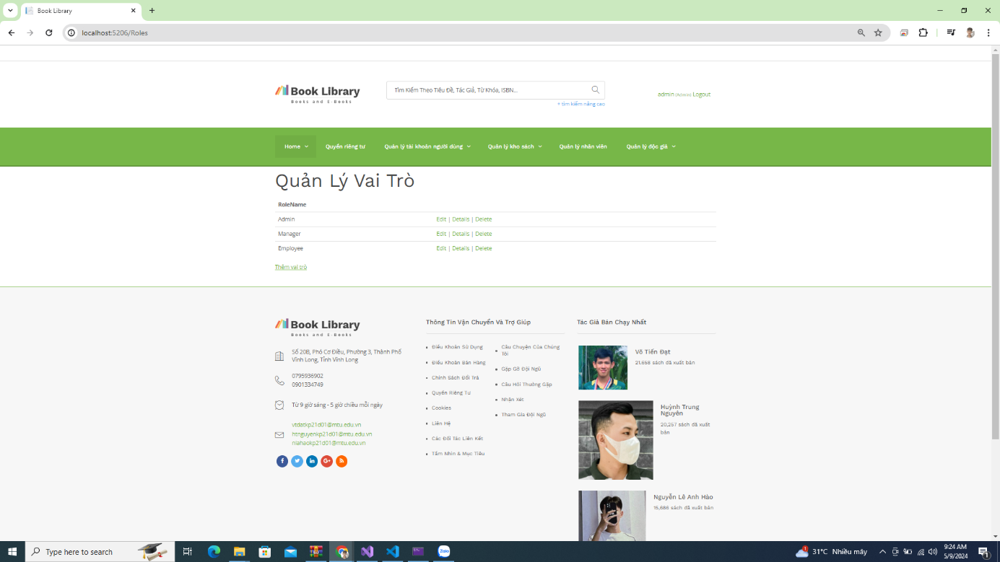 Book Library
localhost:5206/Roles
Book Library
Books and E-Books
Tìm Kiếm Theo Tiêu Đề, Tác Giả, Từ Khóa, ISBN...
+ tìm kiếm nâng cao
admin (Admin) Logout
Home
Quyền riêng tư
Quản lý tài khoản người dùng
Quản lý kho sách
Quản lý nhân viên
Quản lý độc giả
Quản Lý Vai Trò
RoleName
Admin Edit | Details | Delete
Manager Edit | Details | Delete
Employee Edit | Details | Delete
Thêm vai trò
Book Library
Books and E-Books
Số 20B, Phó Cơ Điều, Phường 3, Thành Phố
Vĩnh Long, Tỉnh Vĩnh Long
0795936902
0901334749
Từ 9 giờ sáng - 5 giờ chiều mỗi ngày
vtdatkp21d01@mtu.edu.vn
htnguyenkp21d01@mtu.edu.vn
nlahaokp21d01@mtu.edu.vn
Thông Tin Vận Chuyển Và Trợ Giúp
Điều Khoản Sử Dụng
Điều Khoản Bán Hàng
Chính Sách Đổi Trả
Quyền Riêng Tư
Cookies
Liên Hệ
Các Đối Tác Liên Kết
Tầm Nhìn & Mục Tiêu
Câu Chuyện Của Chúng
Tôi
Gặp Gỡ Đội Ngũ
Câu Hỏi Thường Gặp
Nhận Xét
Tham Gia Đội Ngũ
Tác Giả Bán Chạy Nhất
Võ Tiến Đạt
21,658 sách đã xuất bản
Huỳnh Trung
Nguyên
20,257 sách đã xuất
bản
Nguyễn Lê Anh Hào
15,686 sách đã xuất bản
Type here to search
Zalo
31°C Nhiều mây
9:24 AM
5/9/2024